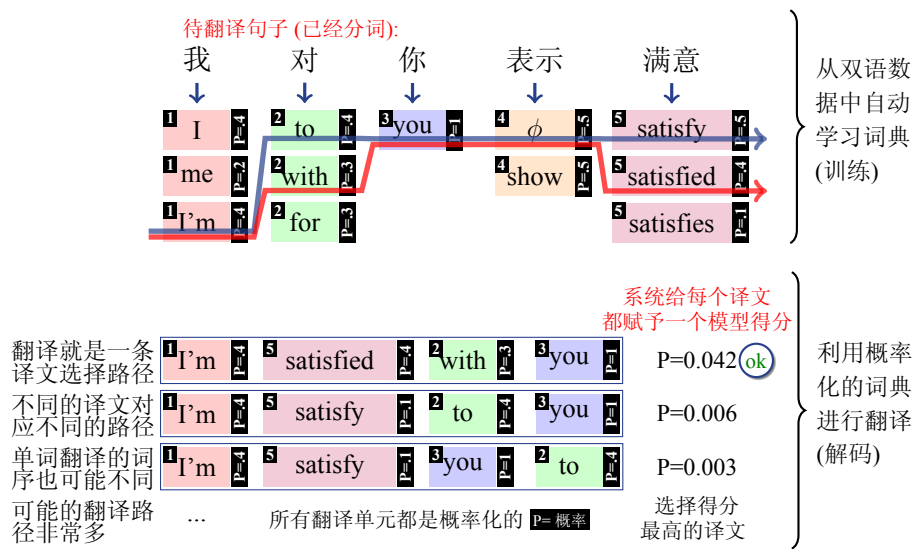 待翻译句子 (已经分词):
我 对 你 表示 满意
1 I P=.4 2 to P=.4 3 you P=1 4 ϕ P=.5 5 satisfy P=.5
1 me P=.2 2 with P=.3 4 show P=.5 5 satisfied P=.4
1 I'm P=.4 2 for P=.3 5 satisfies P=.1
从双语数
据中自动
学习词典
(训练)
系统给每个译文
都赋予一个模型得分
翻译就是一条
译文选择路径
1 I'm P=.4 5 satisfied P=.4 2 with P=.3 3 you P=1 P=0.042 ok
不同的译文对
应不同的路径
1 I'm P=.4 5 satisfy P=.1 2 to P=.4 3 you P=1 P=0.006
单词翻译的词
序也可能不同
1 I'm P=.4 5 satisfy P=.1 3 you P=1 2 to P=.4 P=0.003
可能的翻译路
径非常多
... 所有翻译单元都是概率化的 P= 概率
选择得分
最高的译文
利用概率
化的词典
进行翻译
(解码)